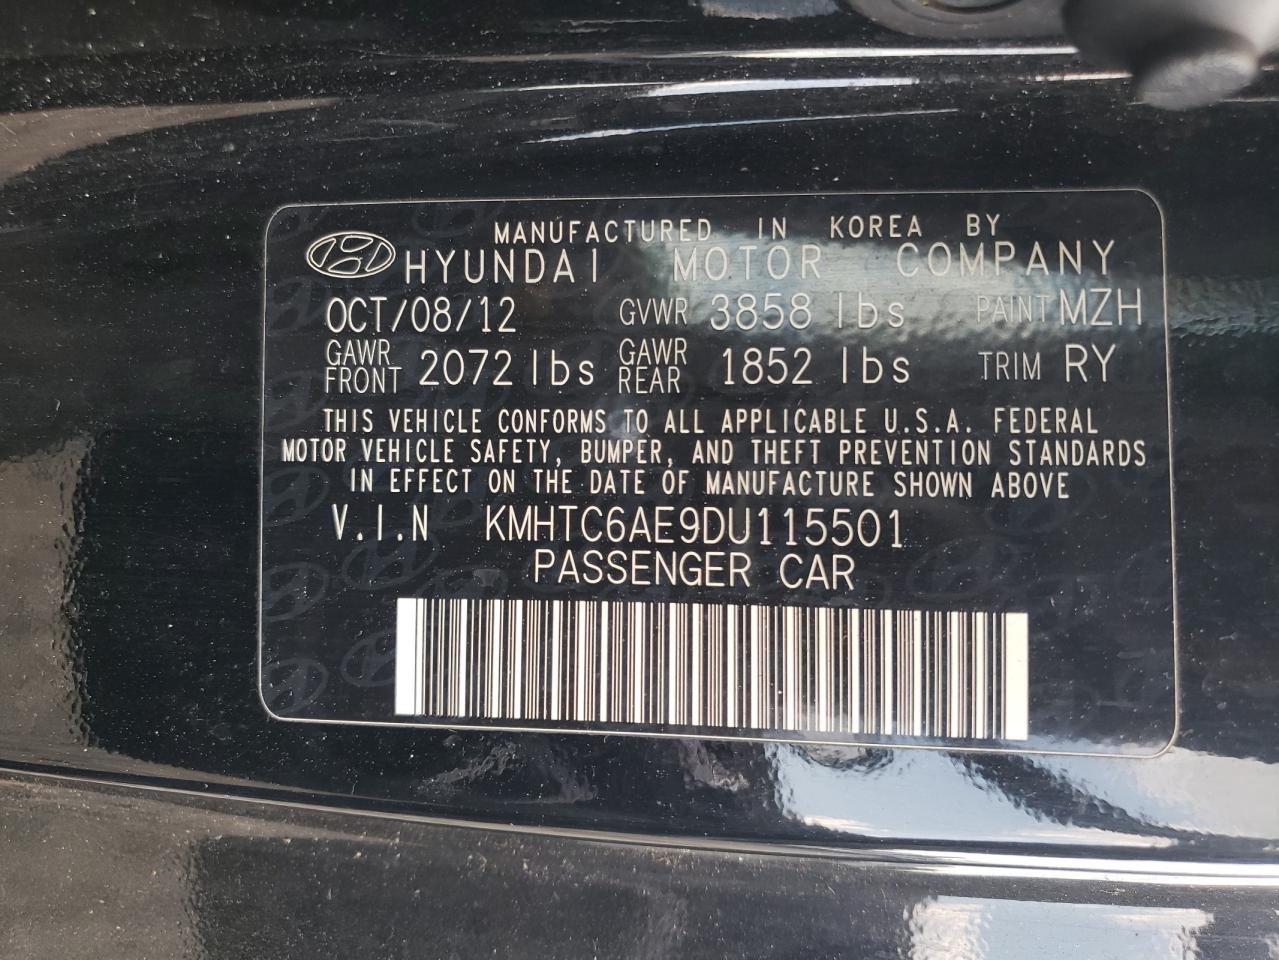 MANUFACTURED IN KOREA BY
HYUNDAI MOTOR COMPANY
OCT/08/12 GVWR 3858 lbs PAINT MZH
GAWR FRONT 2072 lbs GAWR REAR 1852 lbs TRIM RY
THIS VEHICLE CONFORMS TO ALL APPLICABLE U.S.A. FEDERAL
MOTOR VEHICLE SAFETY, BUMPER, AND THEFT PREVENTION STANDARDS
IN EFFECT ON THE DATE OF MANUFACTURE SHOWN ABOVE
V.I.N KMHTC6AE9DU115501
PASSENGER CAR